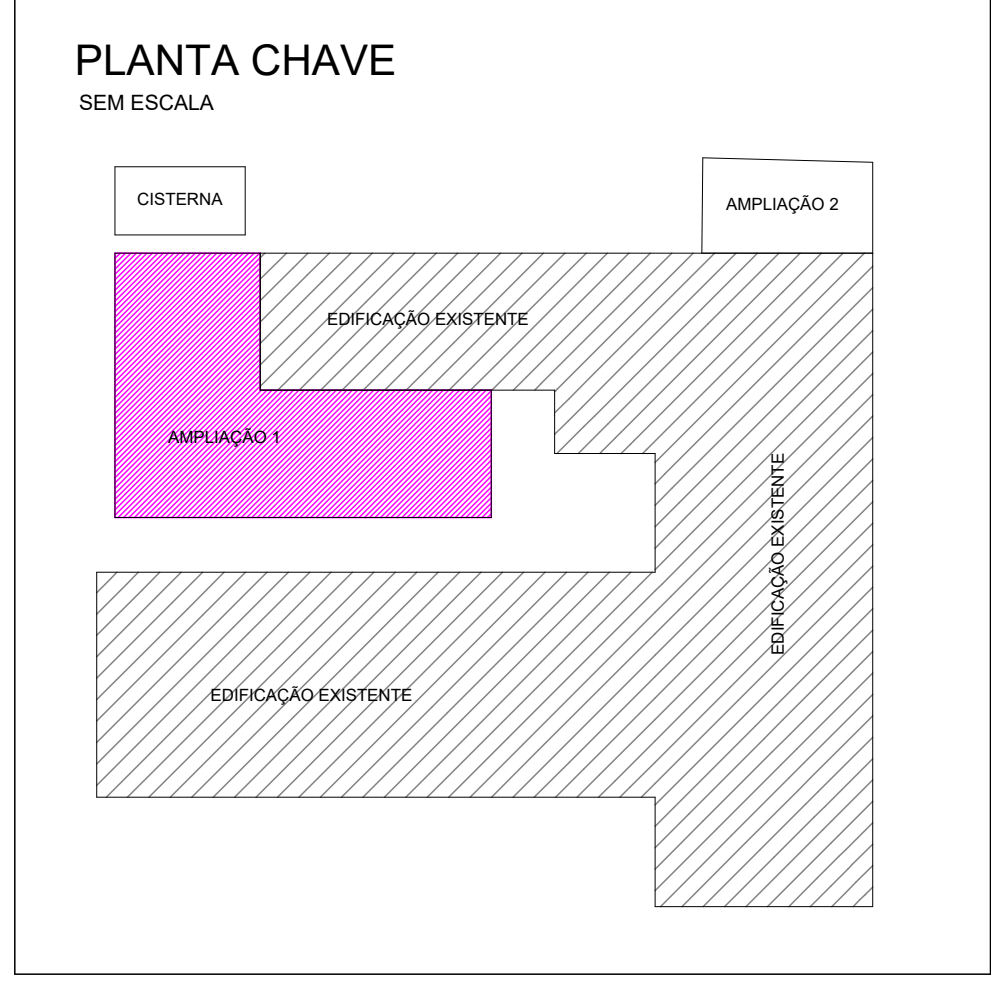 PLANTA CHAVE
SEM ESCALA
CISTERNA
AMPLIAÇÃO 2
EDIFICAÇÃO EXISTENTE
AMPLIAÇÃO 1
EDIFICAÇÃO EXISTENTE
EDIFICAÇÃO EXISTENTE